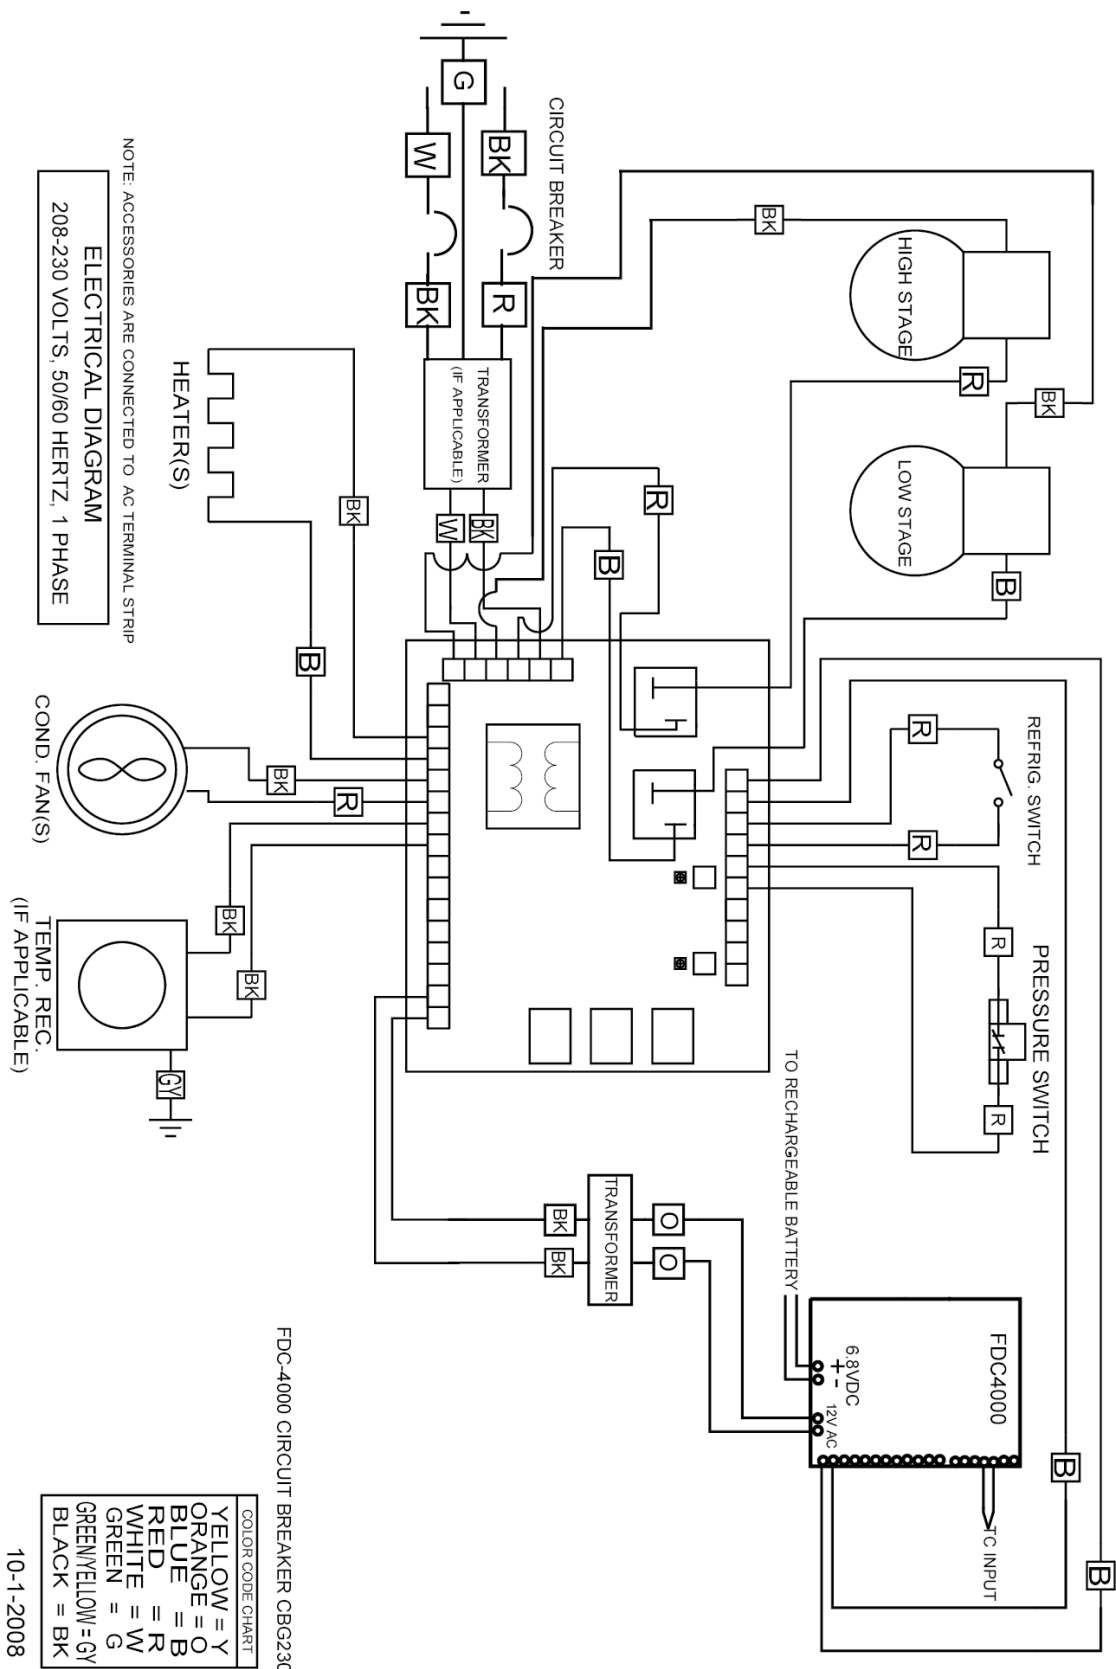 HIGH STAGE
BK
R
LOW STAGE
BK
B
REFRIG. SWITCH
R
R
PRESSURE SWITCH
R
R
FDC4000
6.8VDC
+ -
12V AC
TC INPUT
B
B
TO RECHARGEABLE BATTERY
CIRCUIT BREAKER
G
BK
W
R
BK
TRANSFORMER
(IF APPLICABLE)
BK
W
R
B
TRANSFORMER
O
O
BK
BK
HEATER(S)
BK
B
COND. FAN(S)
BK
R
TEMP. REC.
(IF APPLICABLE)
BK
BK
GY
NOTE: ACCESSORIES ARE CONNECTED TO AC TERMINAL STRIP
ELECTRICAL DIAGRAM
208-230 VOLTS, 50/60 HERTZ, 1 PHASE
FDC-4000 CIRCUIT BREAKER CBG230
COLOR CODE CHART
YELLOW = Y
ORANGE = O
BLUE = B
RED = R
WHITE = W
GREEN = G
GREEN/YELLOW = GY
BLACK = BK
10-1-2008